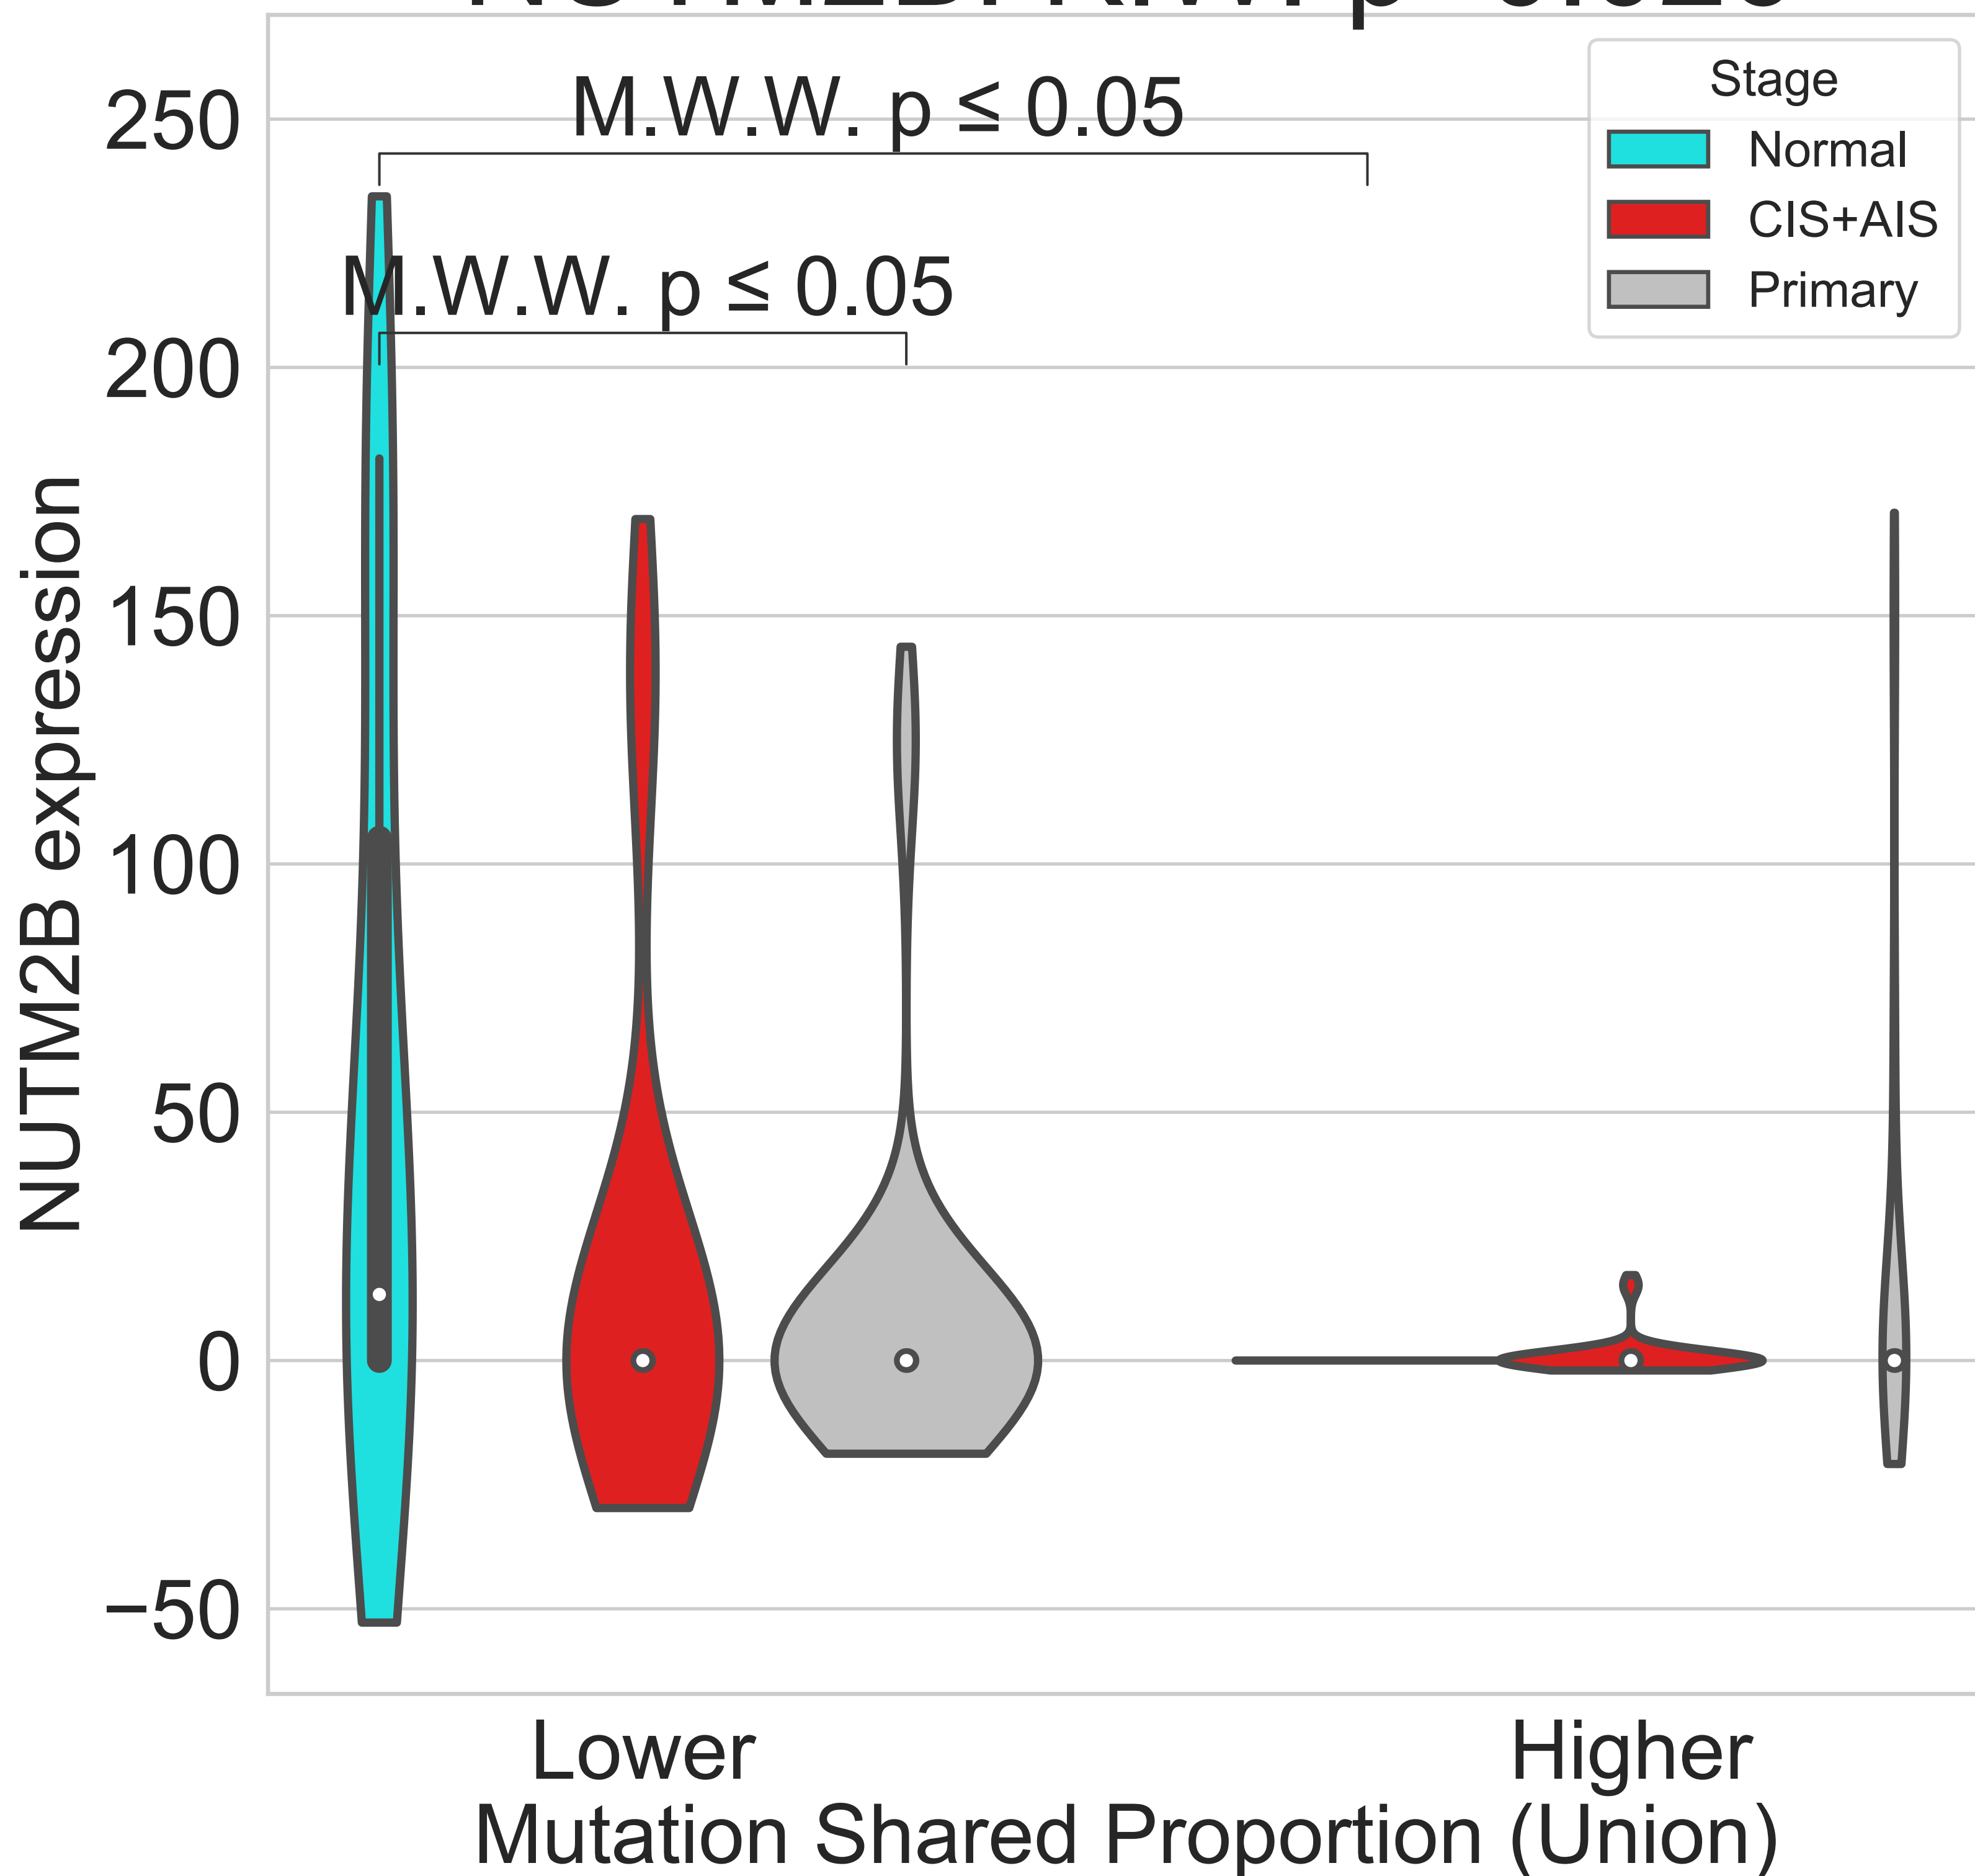 M.W.W. p ≤ 0.05
M.W.W. p ≤ 0.05
Stage
Normal
CIS+AIS
Primary
250
200
150
100
50
0
−50
NUTM2B expression
Lower
Higher
Mutation Shared Proportion (Union)